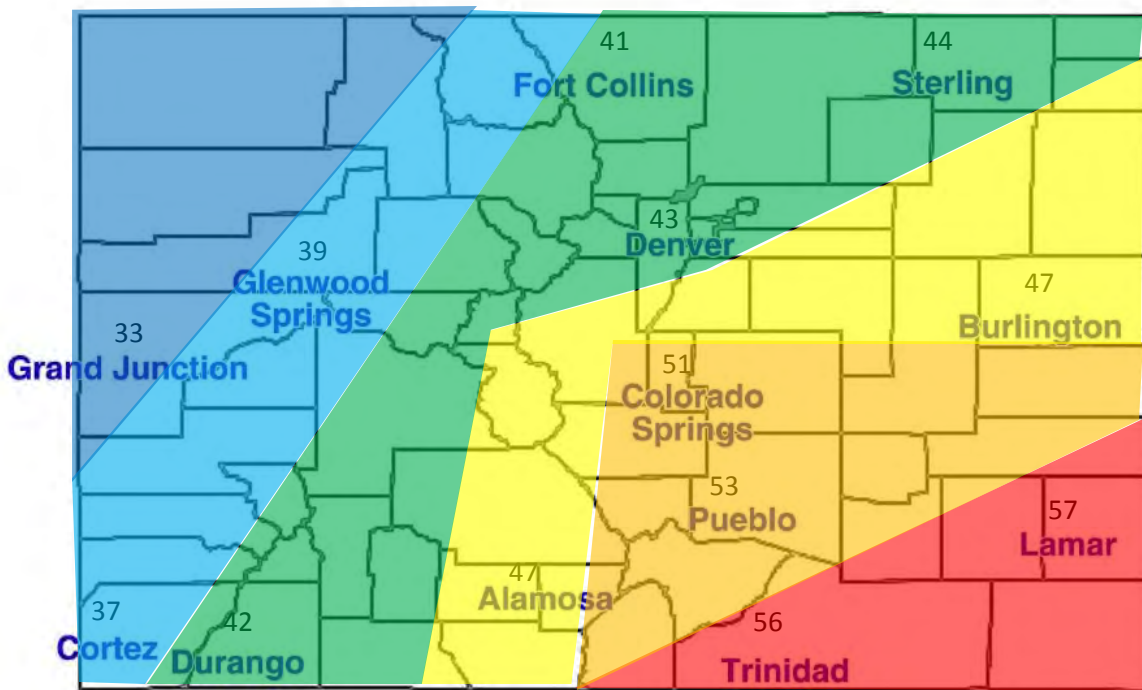 41
Fort Collins
44
Sterling
43
Denver
39
Glenwood
Springs
47
Burlington
33
Grand Junction
51
Colorado
Springs
53
Pueblo
57
Lamar
47
Alamosa
37
Cortez
42
Durango
56
Trinidad